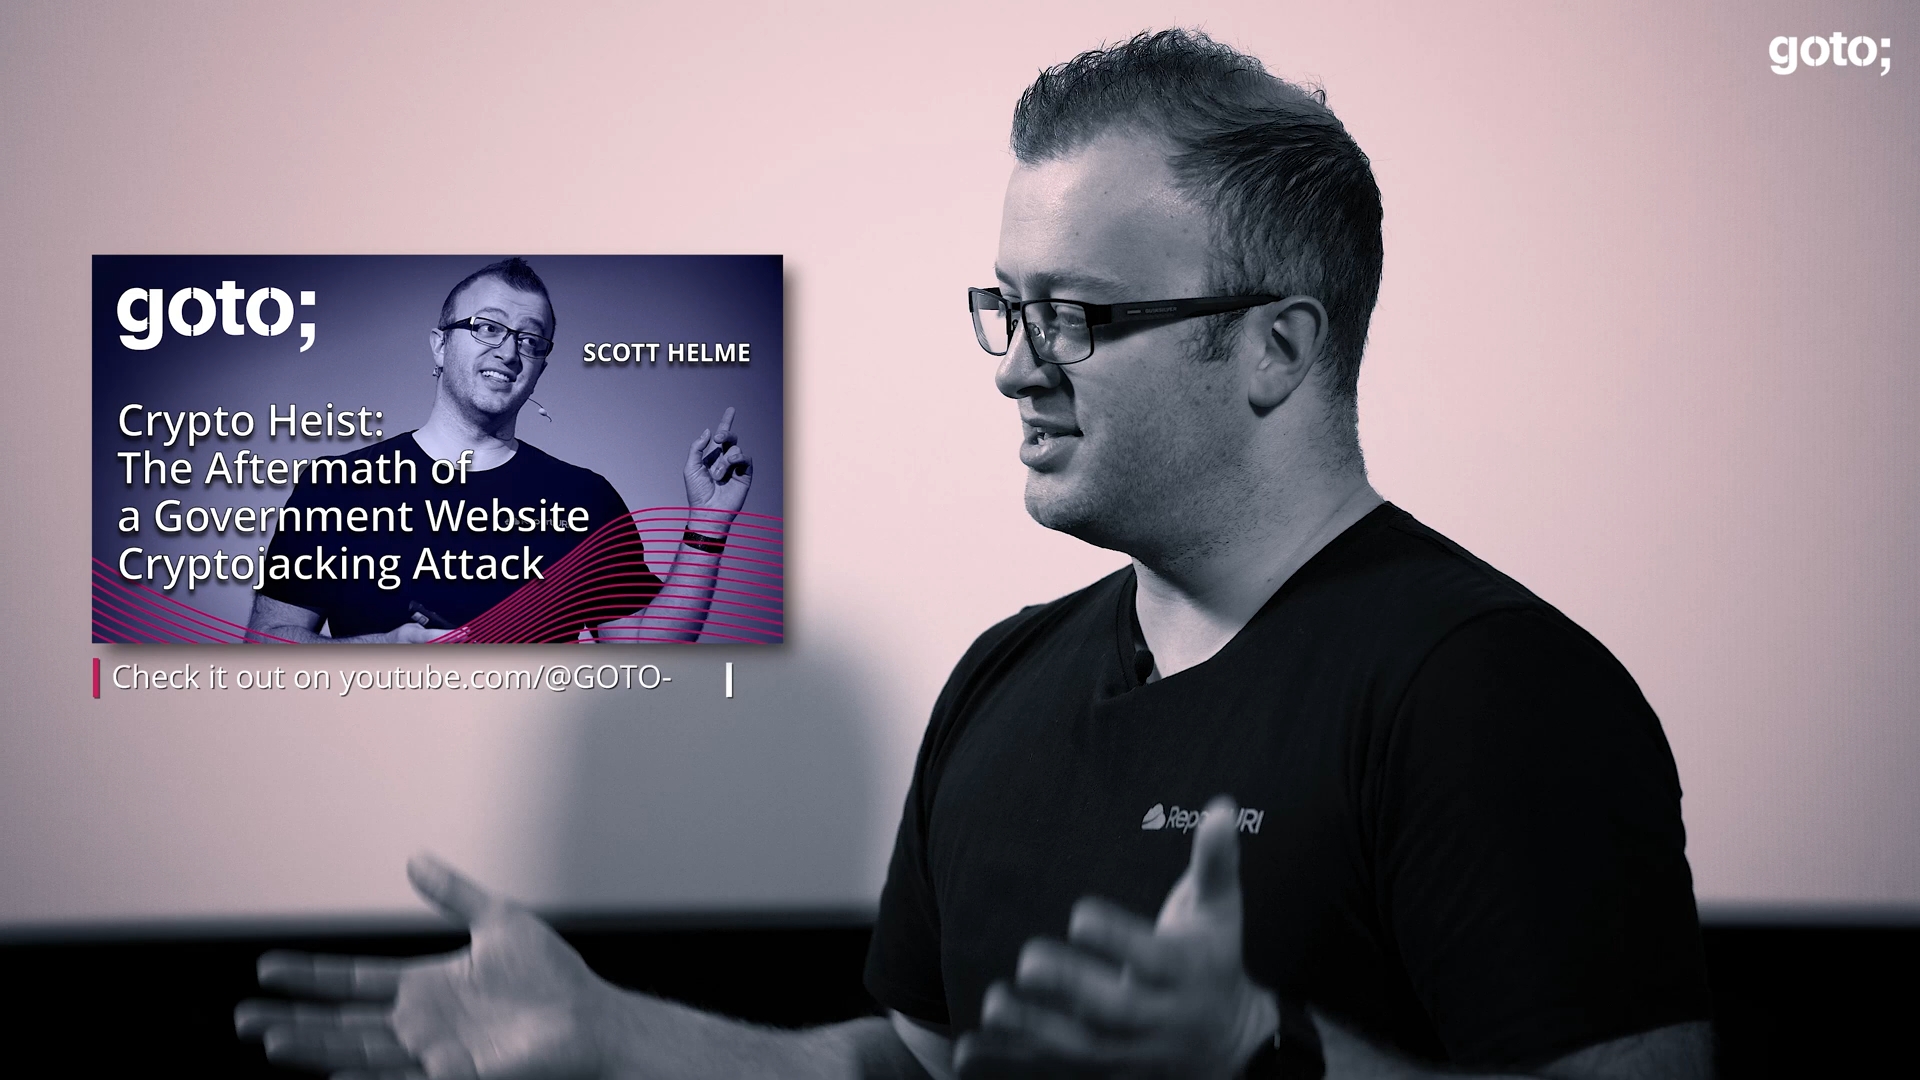 goto;
goto;
SCOTT HELME
Crypto Heist:
The Aftermath of
a Government Website
Cryptojacking Attack
Check it out on youtube.com/@GOTO-